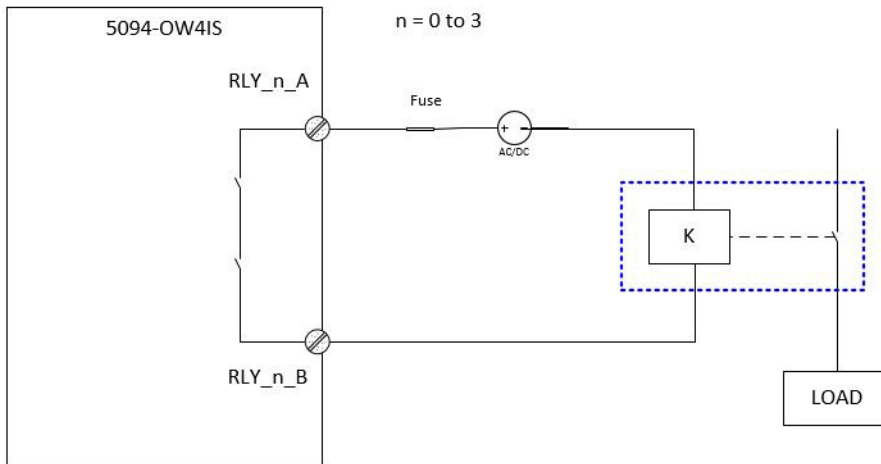 5094-OW4IS
n = 0 to 3
RLY_n_A
Fuse
+
AC/DC
K
RLY_n_B
LOAD